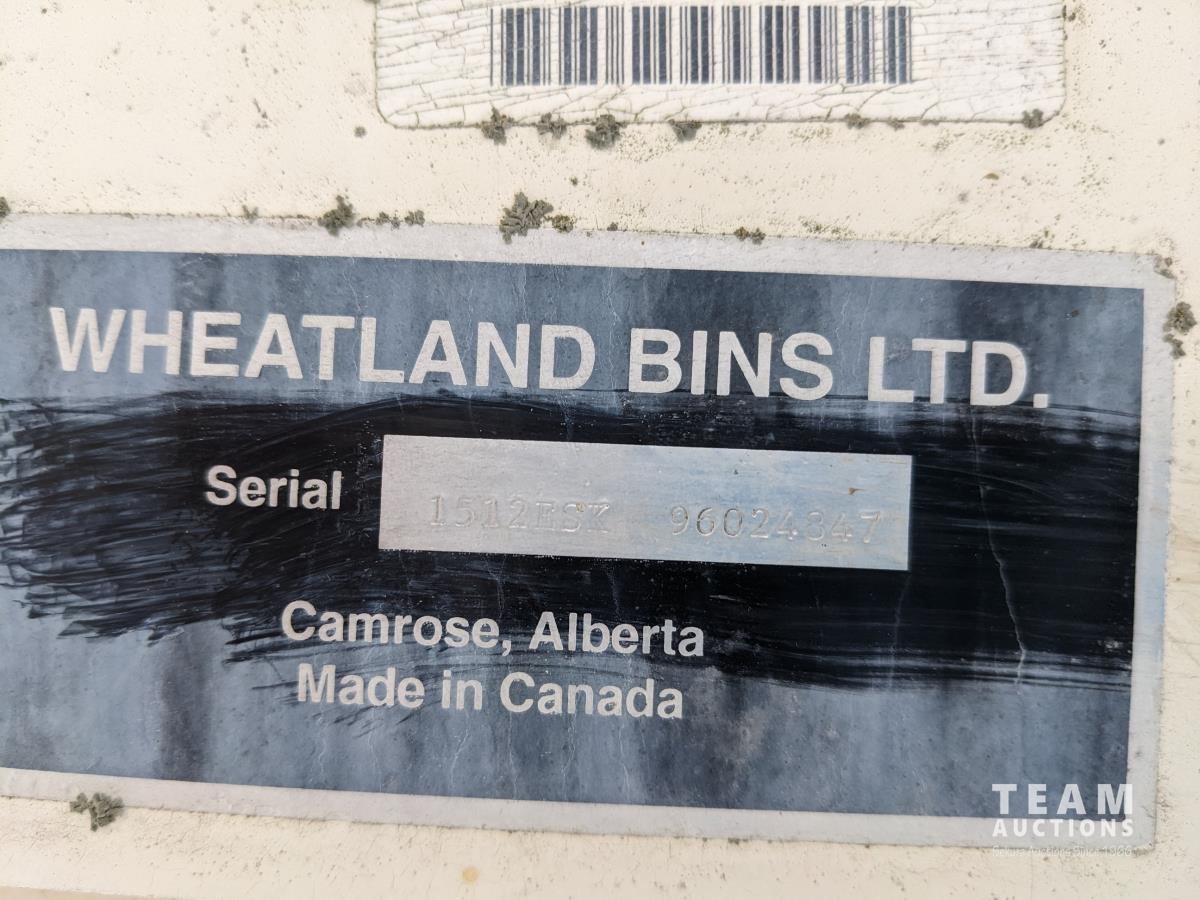 WHEATLAND BINS LTD.
Serial 1512ESK 96024847
Camrose, Alberta
Made in Canada
TEAM
AUCTIONS